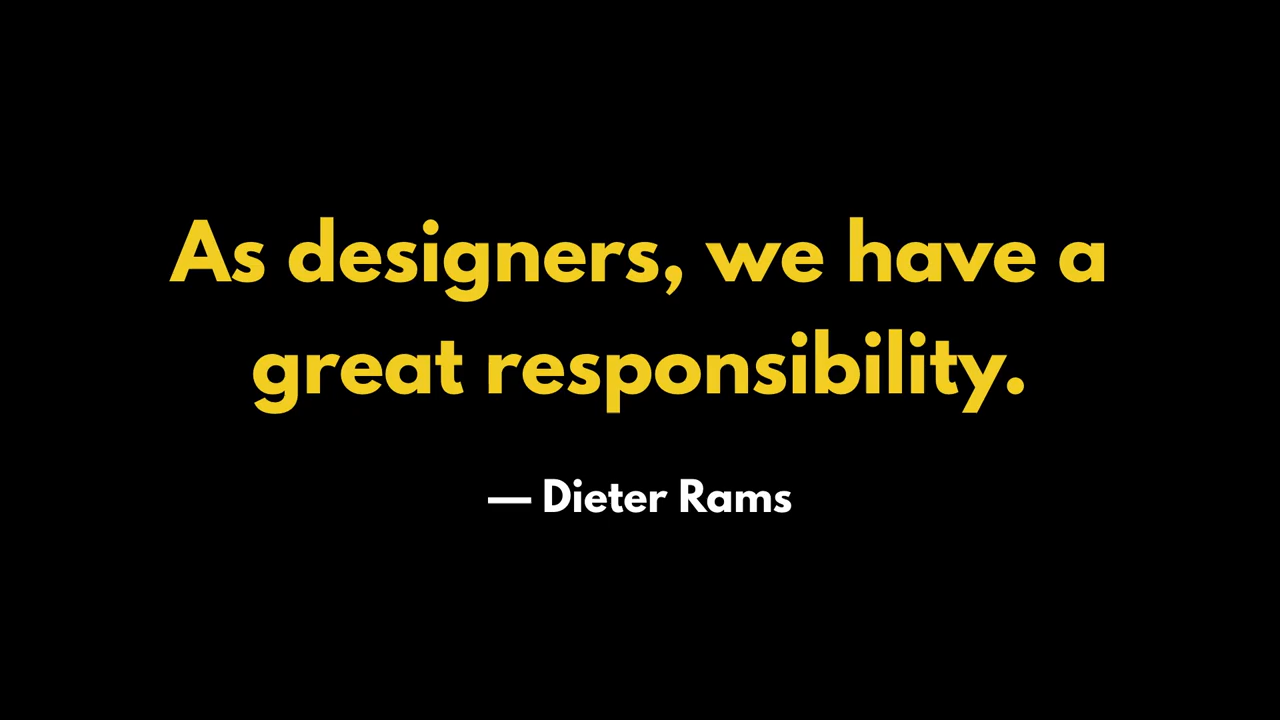 As designers, we have a
great responsibility.
— Dieter Rams